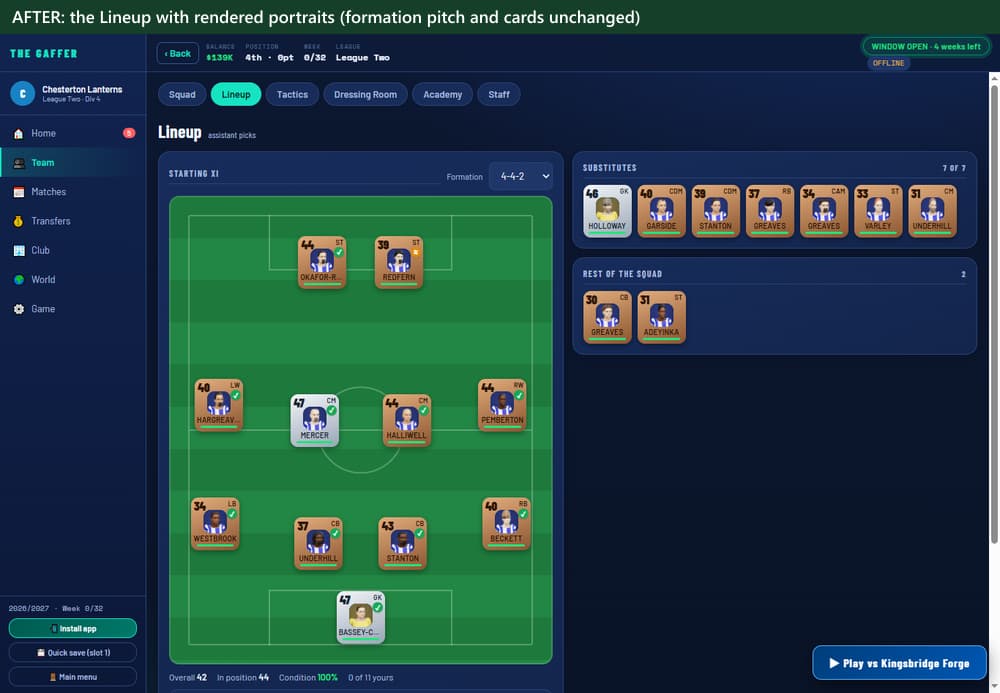 AFTER: the Lineup with rendered portraits (formation pitch and cards unchanged)
THE GAFFER
‹ Back
BALANCE
$139K
POSITION
4th · 0pt
WEEK
0/32
LEAGUE
League Two
WINDOW OPEN · 4 weeks left
OFFLINE
C
Chesterton Lanterns
League Two · Div 4
Home
5
Team
Matches
Transfers
Club
World
Game
Squad
Lineup
Tactics
Dressing Room
Academy
Staff
Lineup
assistant picks
STARTING XI
Formation
4-4-2
44 ST
OKAFOR-R...
39 ST
REDFERN
40 LW
HARGREAV...
47 CM
MERCER
44 CM
HALLIWELL
44 RW
PEMBERTON
34 LB
WESTBROOK
37 CB
UNDERHILL
43 CB
STANTON
40 RB
BECKETT
47 GK
BASSEY-C...
Overall 42
In position 44
Condition 100%
0 of 11 yours
SUBSTITUTES
7 OF 7
46 GK
HOLLOWAY
40 CDM
GARSIDE
39 CDM
STANTON
37 RB
GREAVES
34 CAM
GREAVES
33 ST
VARLEY
31 CM
UNDERHILL
REST OF THE SQUAD
2
30 CB
GREAVES
31 ST
ADEYINKA
2026/2027 · Week 0/32
Install app
Quick save (slot 1)
Main menu
▶ Play vs Kingsbridge Forge